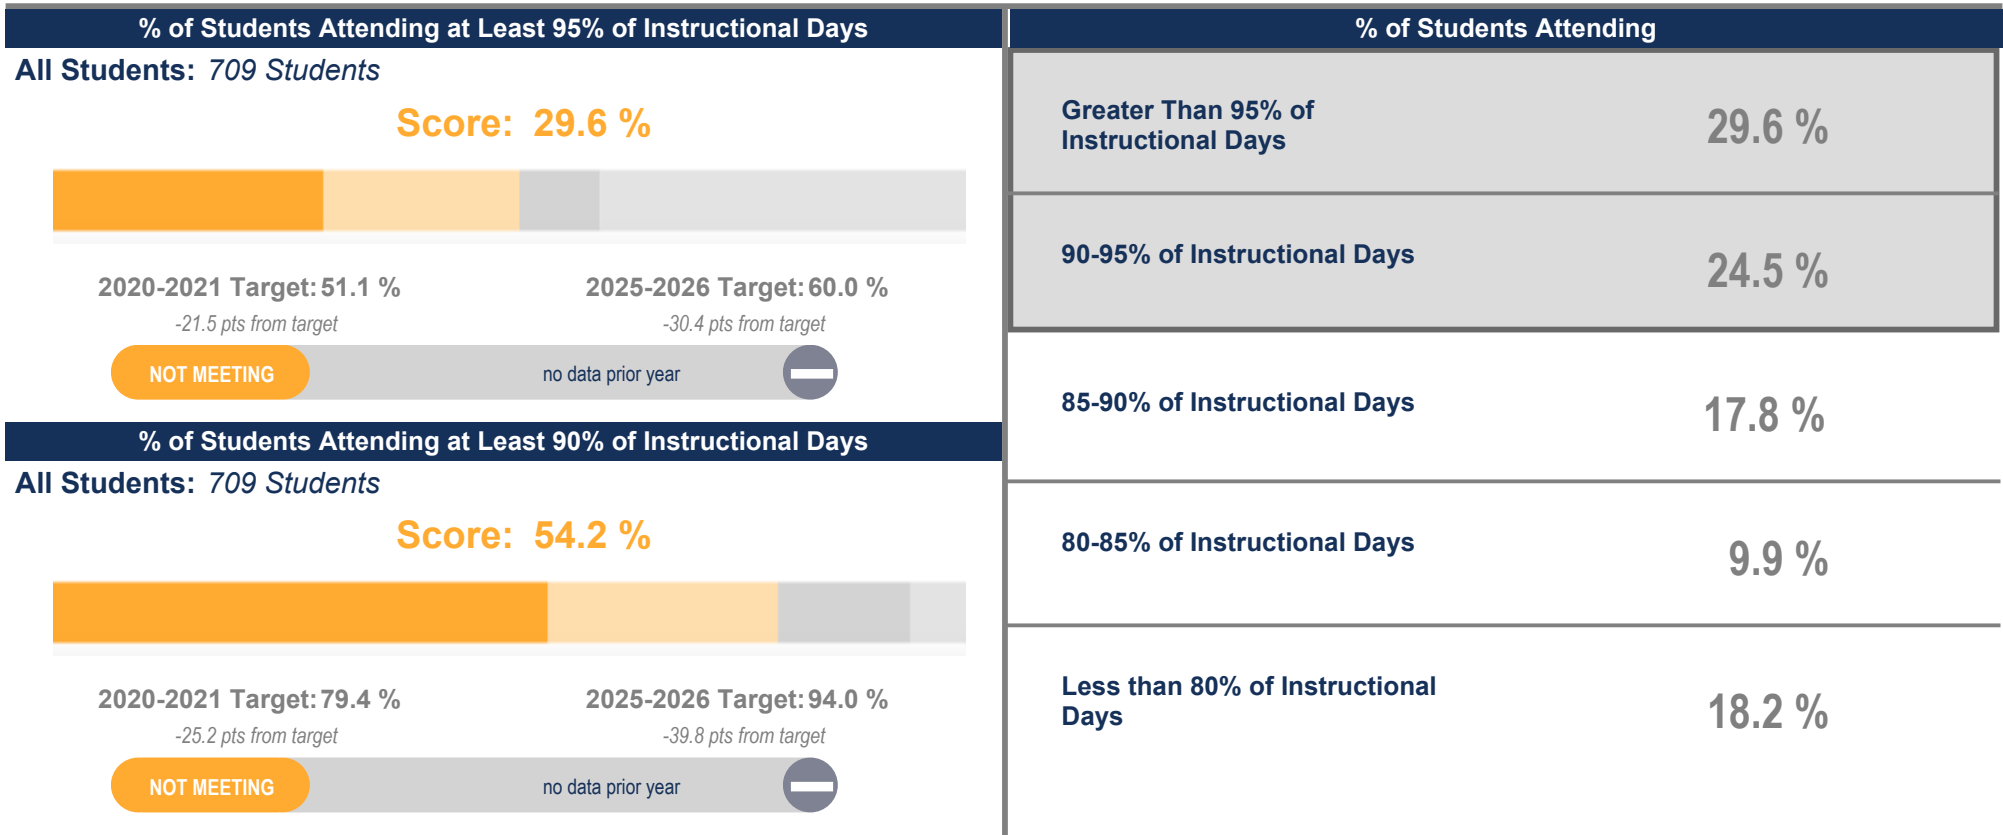 % of Students Attending at Least 95% of Instructional Days
All Students: 709 Students
Score: 29.6 %
2020-2021 Target: 51.1 %
-21.5 pts from target
2025-2026 Target: 60.0 %
-30.4 pts from target
NOT MEETING
no data prior year
% of Students Attending at Least 90% of Instructional Days
All Students: 709 Students
Score: 54.2 %
2020-2021 Target: 79.4 %
-25.2 pts from target
2025-2026 Target: 94.0 %
-39.8 pts from target
NOT MEETING
no data prior year
% of Students Attending
Greater Than 95% of
Instructional Days
29.6 %
90-95% of Instructional Days
24.5 %
85-90% of Instructional Days
17.8 %
80-85% of Instructional Days
9.9 %
Less than 80% of Instructional
Days
18.2 %